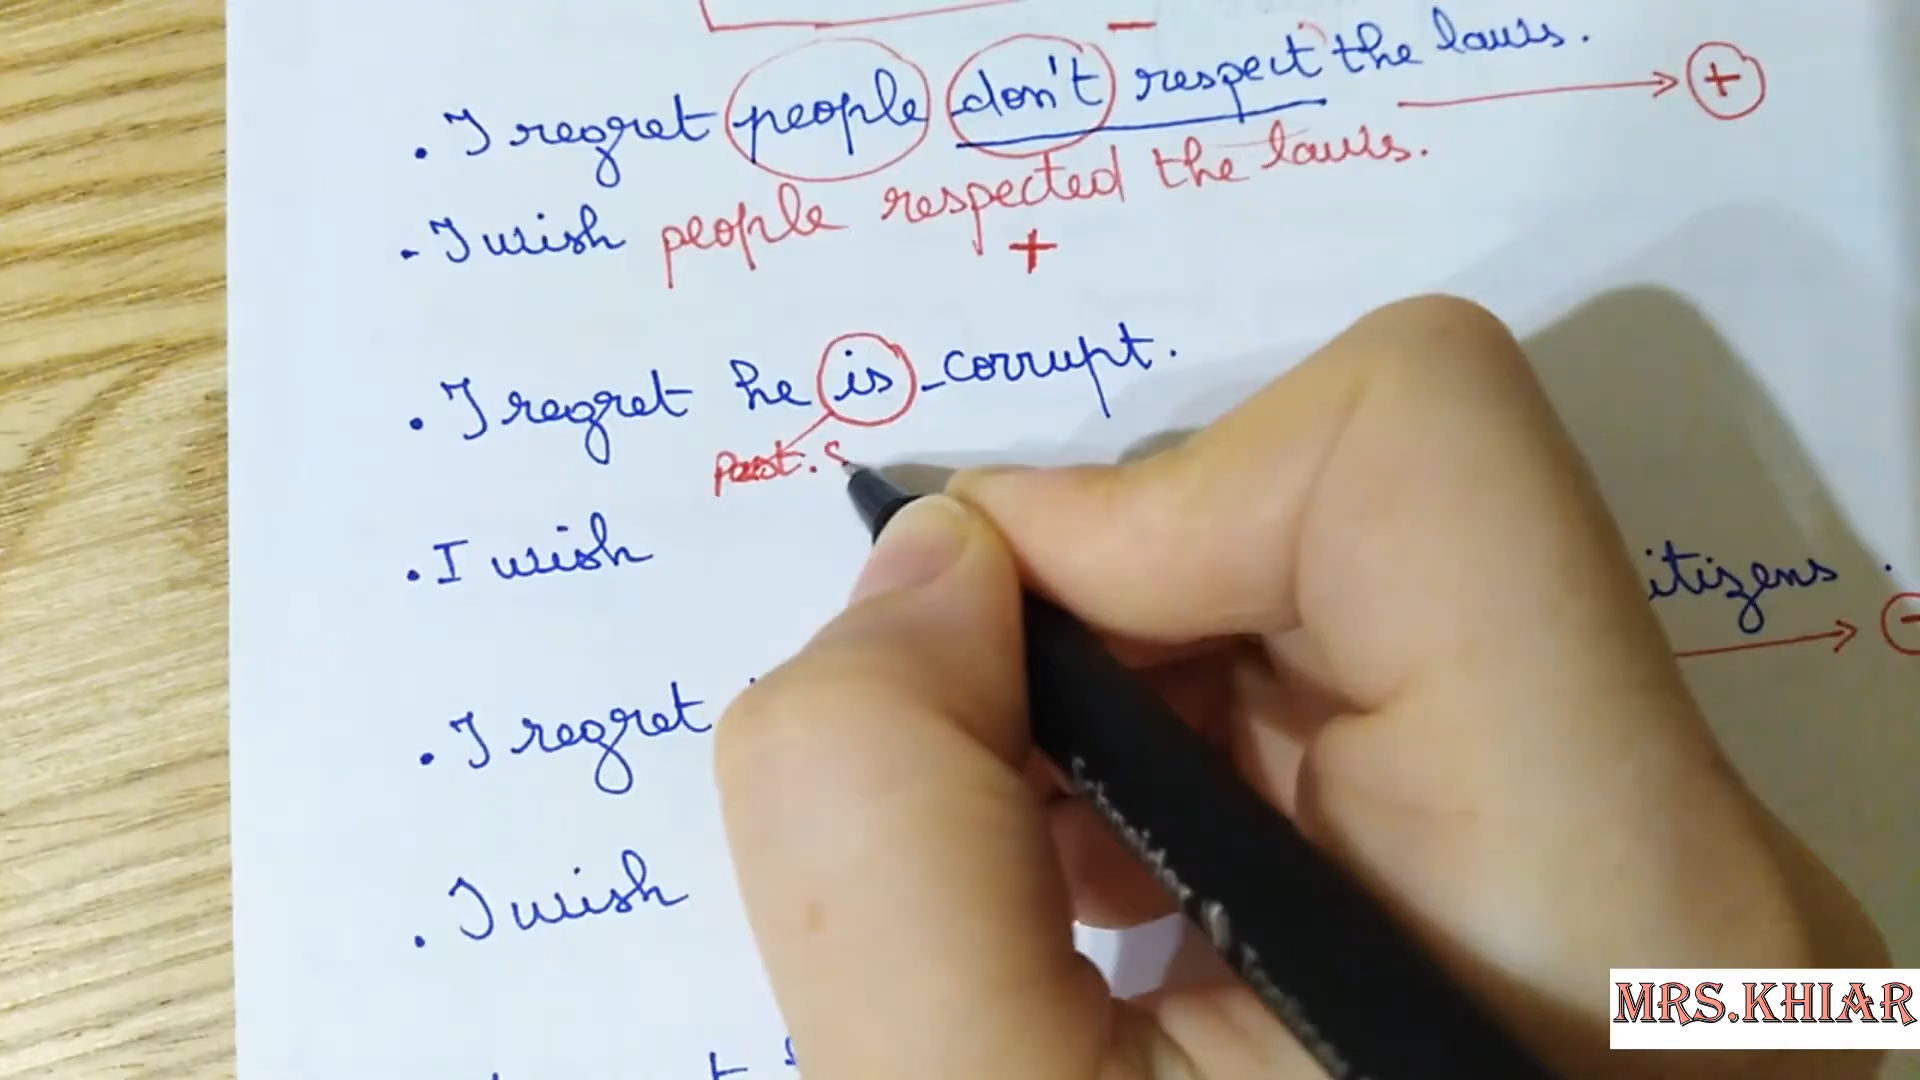 −
. I regret people don't respect the laws. → +
- I wish people respected the laws.
+
. I regret he is corrupt.
past. s
. I wish
itizens .
→ -
. I regret
. I wish
Schneider
MRS.KHIAR